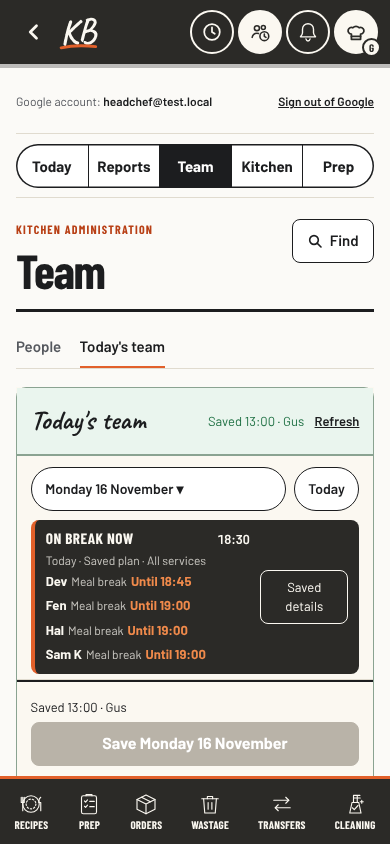 KB
G
Google account: headchef@test.local
Sign out of Google
Today
Reports
Team
Kitchen
Prep
KITCHEN ADMINISTRATION
Team
Find
People
Today's team
Today's team
Saved 13:00 · Gus
Refresh
Monday 16 November ▾
Today
ON BREAK NOW
18:30
Today · Saved plan · All services
Dev Meal break Until 18:45
Fen Meal break Until 19:00
Hal Meal break Until 19:00
Sam K Meal break Until 19:00
Saved
details
Saved 13:00 · Gus
Save Monday 16 November
RECIPES
PREP
ORDERS
WASTAGE
TRANSFERS
CLEANING